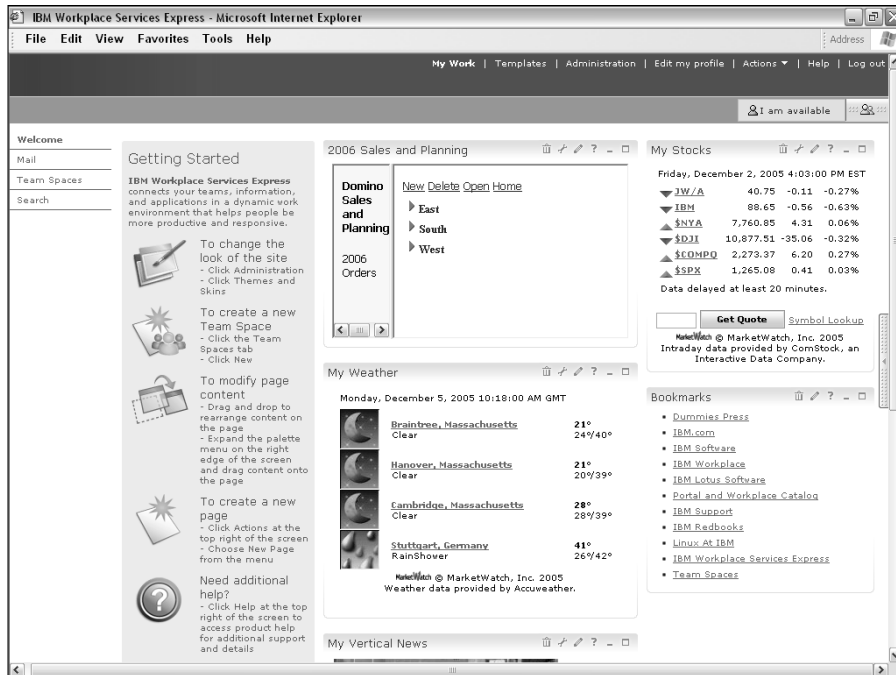 IBM Workplace Services Express - Microsoft Internet Explorer
File Edit View Favorites Tools Help
Address
My Work | Templates | Administration | Edit my profile | Actions | Help | Log out
I am available
Welcome
Mail
Team Spaces
Search
Getting Started
IBM Workplace Services Express
connects your teams, information,
and applications in a dynamic work
environment that helps people be
more productive and responsive.
To change the
look of the site
- Click Administration
- Click Themes and
Skins
To create a new
Team Space
- Click the Team
Spaces tab
- Click New
To modify page
content
- Drag and drop to
rearrange content on
the page
- Expand the palette
menu on the right
edge of the screen
and drag content onto
the page
To create a new
page
- Click Actions at the
top right of the screen
- Choose New Page
from the menu
Need additional
help?
- Click Help at the top
right of the screen to
access product help
for additional support
and details
2006 Sales and Planning
Domino
Sales
and
Planning
2006
Orders
New Delete Open Home
East
South
West
My Weather
Monday, December 5, 2005 10:18:00 AM GMT
Braintree, Massachusetts 21°
Clear 24°/40°
Hanover, Massachusetts 21°
Clear 20°/39°
Cambridge, Massachusetts 28°
Clear 28°/39°
Stuttgart, Germany 41°
RainShower 26°/42°
MarketWatch © MarketWatch, Inc. 2005
Weather data provided by Accuweather.
My Vertical News
My Stocks
Friday, December 2, 2005 4:03:00 PM EST
JW/A 40.75 -0.11 -0.27%
IBM 88.65 -0.56 -0.63%
$NYA 7,760.85 4.31 0.06%
$DJI 10,877.51 -35.06 -0.32%
$COMPQ 2,273.37 6.20 0.27%
$SPX 1,265.08 0.41 0.03%
Data delayed at least 20 minutes.
Get Quote Symbol Lookup
MarketWatch © MarketWatch, Inc. 2005
Intraday data provided by ComStock, an
Interactive Data Company.
Bookmarks
Dummies Press
IBM.com
IBM Software
IBM Workplace
IBM Lotus Software
Portal and Workplace Catalog
IBM Support
IBM Redbooks
Linux At IBM
IBM Workplace Services Express
Team Spaces